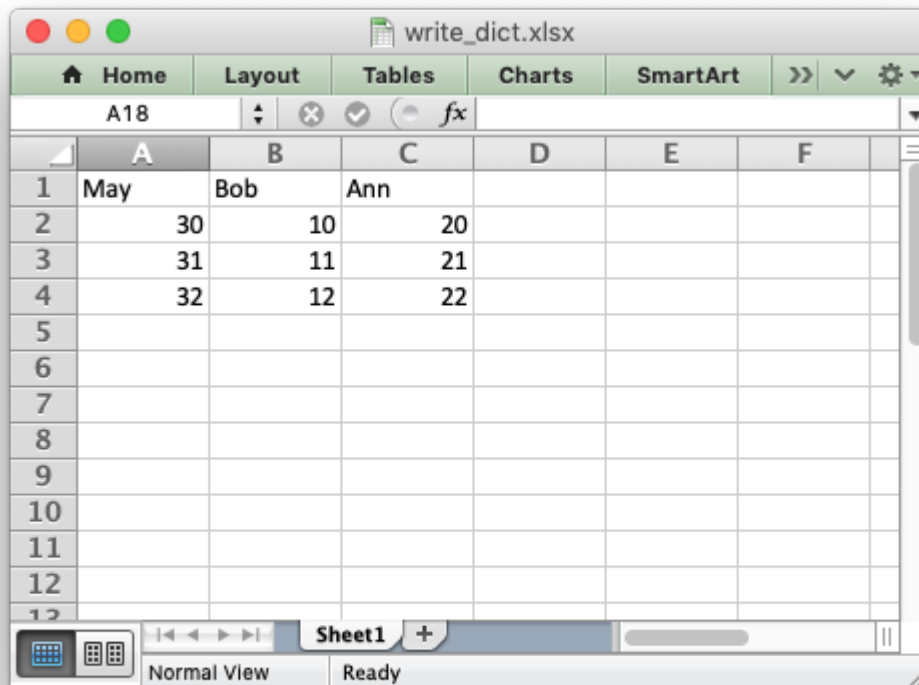 write_dict.xlsx
Home Layout Tables Charts SmartArt
A18 fx
A B C D E F
1 May Bob Ann
2 30 10 20
3 31 11 21
4 32 12 22
5
6
7
8
9
10
11
12
13
Sheet1 +
Normal View Ready